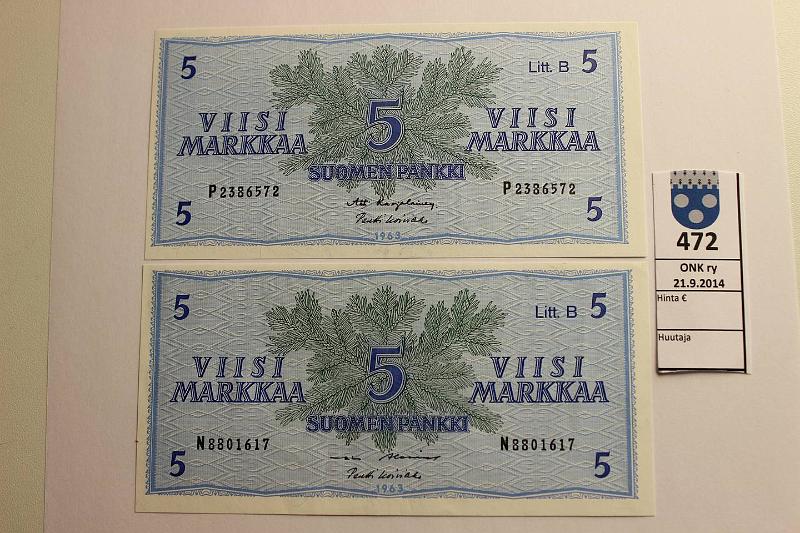 5 Litt. B 5
VIISI 5 VIISI
MARKKAA MARKKAA
SUOMEN PANKKI
P2386572 P2386572
5 5
1963
5 Litt. B 5
VIISI 5 VIISI
MARKKAA MARKKAA
SUOMEN PANKKI
N8801617 N8801617
5 5
1963
472
ONK ry
21.9.2014
Hinta €
Huutaja